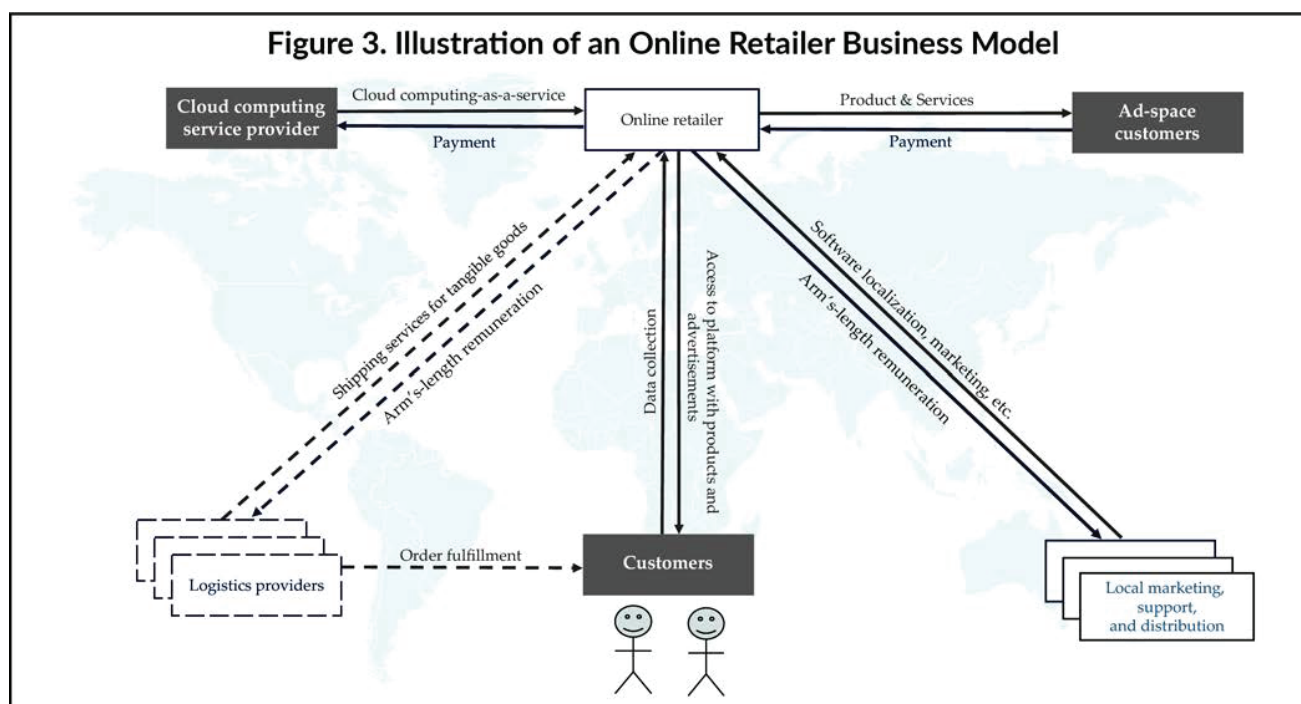 Figure 3. Illustration of an Online Retailer Business Model
Cloud computing
service provider
Cloud computing-as-a-service
Payment
Online retailer
Product & Services
Payment
Ad-space
customers
Shipping services for tangible goods
Arm's-length remuneration
Data collection
Access to platform with products and
advertisements
Software localization, marketing, etc.
Arm's-length remuneration
Logistics providers
Order fulfillment
Customers
Local marketing,
support,
and distribution